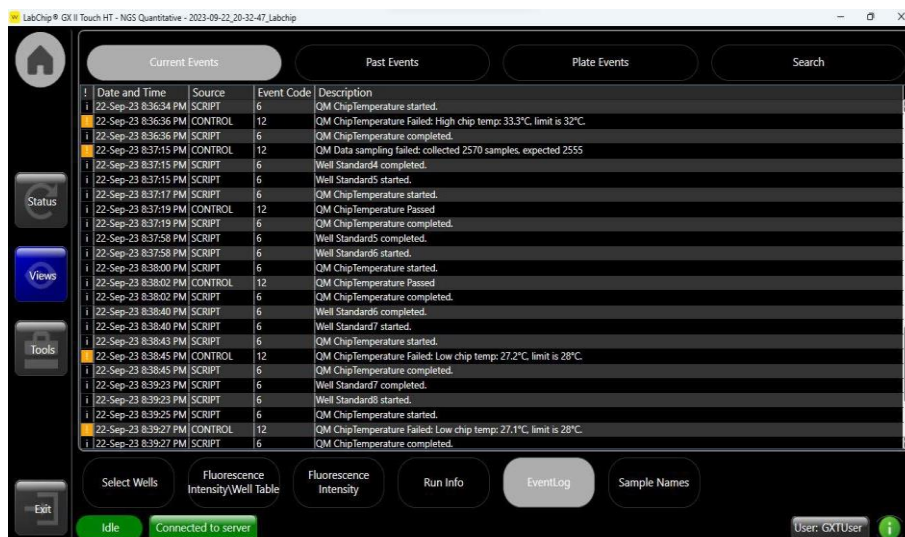 LabChip® GX II Touch HT - NGS Quantitative - 2023-09-22_20-32-47_Labchip
Current Events Past Events Plate Events Search
! Date and Time Source Event Code Description
i 22-Sep-23 8:36:34 PM SCRIPT 6 QM ChipTemperature started.
! 22-Sep-23 8:36:36 PM CONTROL 12 QM ChipTemperature Failed: High chip temp: 33.3°C, limit is 32°C.
i 22-Sep-23 8:36:36 PM SCRIPT 6 QM ChipTemperature completed.
! 22-Sep-23 8:37:15 PM CONTROL 12 QM Data sampling failed: collected 2570 samples, expected 2555
i 22-Sep-23 8:37:15 PM SCRIPT 6 Well Standard4 completed.
i 22-Sep-23 8:37:15 PM SCRIPT 6 Well Standard5 started.
i 22-Sep-23 8:37:17 PM SCRIPT 6 QM ChipTemperature started.
i 22-Sep-23 8:37:19 PM CONTROL 12 QM ChipTemperature Passed
i 22-Sep-23 8:37:19 PM SCRIPT 6 QM ChipTemperature completed.
i 22-Sep-23 8:37:58 PM SCRIPT 6 Well Standard5 completed.
i 22-Sep-23 8:37:58 PM SCRIPT 6 Well Standard6 started.
i 22-Sep-23 8:38:00 PM SCRIPT 6 QM ChipTemperature started.
i 22-Sep-23 8:38:02 PM CONTROL 12 QM ChipTemperature Passed
i 22-Sep-23 8:38:02 PM SCRIPT 6 QM ChipTemperature completed.
i 22-Sep-23 8:38:40 PM SCRIPT 6 Well Standard6 completed.
i 22-Sep-23 8:38:40 PM SCRIPT 6 Well Standard7 started.
i 22-Sep-23 8:38:43 PM SCRIPT 6 QM ChipTemperature started.
! 22-Sep-23 8:38:45 PM CONTROL 12 QM ChipTemperature Failed: Low chip temp: 27.2°C, limit is 28°C.
i 22-Sep-23 8:38:45 PM SCRIPT 6 QM ChipTemperature completed.
i 22-Sep-23 8:39:23 PM SCRIPT 6 Well Standard7 completed.
i 22-Sep-23 8:39:23 PM SCRIPT 6 Well Standard8 started.
i 22-Sep-23 8:39:25 PM SCRIPT 6 QM ChipTemperature started.
! 22-Sep-23 8:39:27 PM CONTROL 12 QM ChipTemperature Failed: Low chip temp: 27.1°C, limit is 28°C.
i 22-Sep-23 8:39:27 PM SCRIPT 6 QM ChipTemperature completed.
Status
Views
Tools
Exit
Select Wells
Fluorescence
Intensity\Well Table
Fluorescence
Intensity
Run Info
EventLog
Sample Names
Idle Connected to server User: GXTUser i